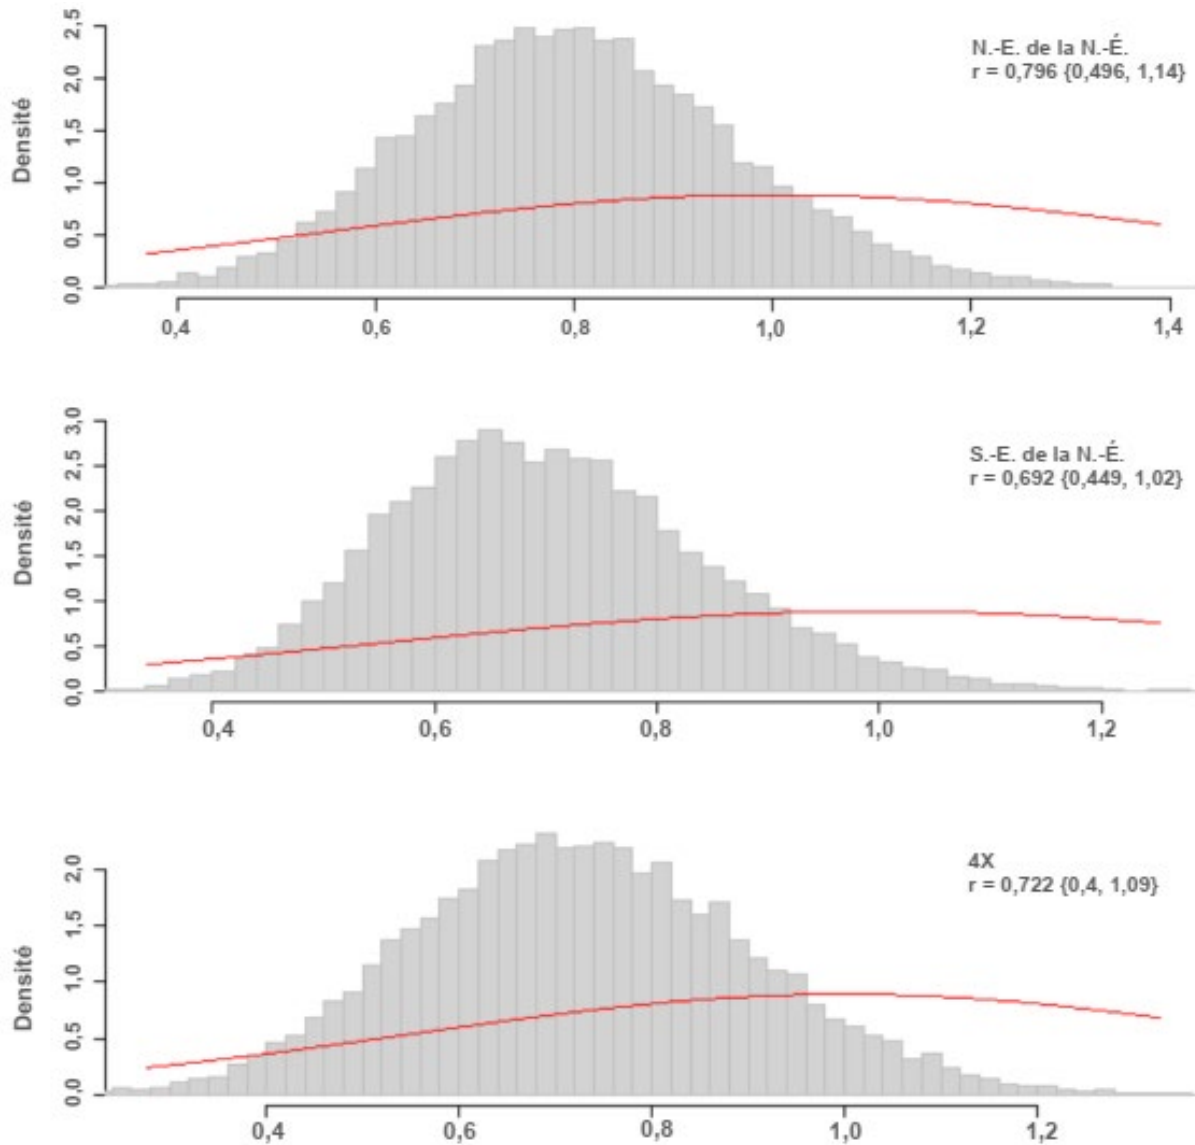 N.-E. de la N.-É.
r = 0,796 {0,496, 1,14}
Densité
2,5
2,0
1,5
1,0
0,5
0,0
0,4 0,6 0,8 1,0 1,2 1,4
S.-E. de la N.-É.
r = 0,692 {0,449, 1,02}
Densité
3,0
2,5
2,0
1,5
1,0
0,5
0,0
0,4 0,6 0,8 1,0 1,2
4X
r = 0,722 {0,4, 1,09}
Densité
2,0
1,5
1,0
0,5
0,0
0,4 0,6 0,8 1,0 1,2